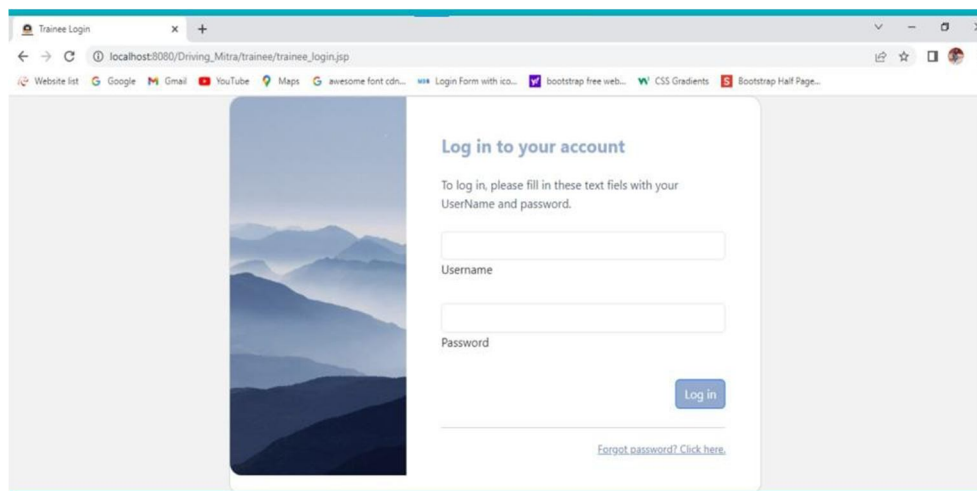 Trainee Login
localhost:8080/Driving_Mitra/trainee/trainee_login.jsp
Website list Google Gmail YouTube Maps awesome font cdn... Login Form with ico... bootstrap free web... CSS Gradients Bootstrap Half Page...
Log in to your account
To log in, please fill in these text fiels with your
UserName and password.
Username
Password
Log in
Forgot password? Click here.